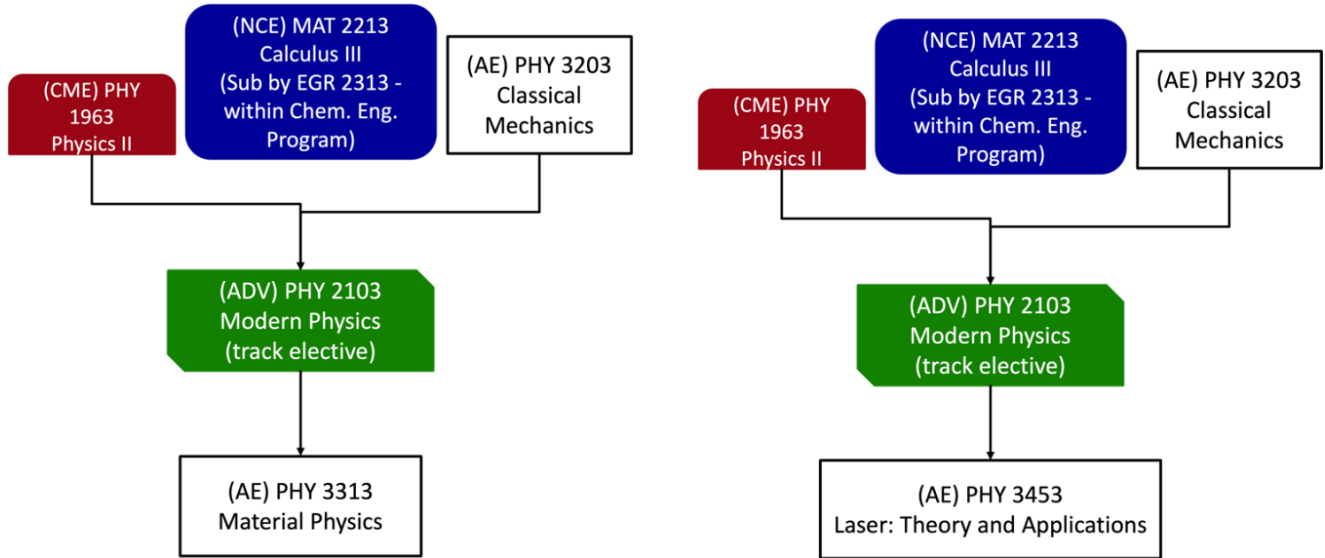 (CME) PHY
1963
Physics II
(NCE) MAT 2213
Calculus III
(Sub by EGR 2313 -
within Chem. Eng.
Program)
(AE) PHY 3203
Classical
Mechanics
(ADV) PHY 2103
Modern Physics
(track elective)
(AE) PHY 3313
Material Physics
(CME) PHY
1963
Physics II
(NCE) MAT 2213
Calculus III
(Sub by EGR 2313 -
within Chem. Eng.
Program)
(AE) PHY 3203
Classical
Mechanics
(ADV) PHY 2103
Modern Physics
(track elective)
(AE) PHY 3453
Laser: Theory and Applications